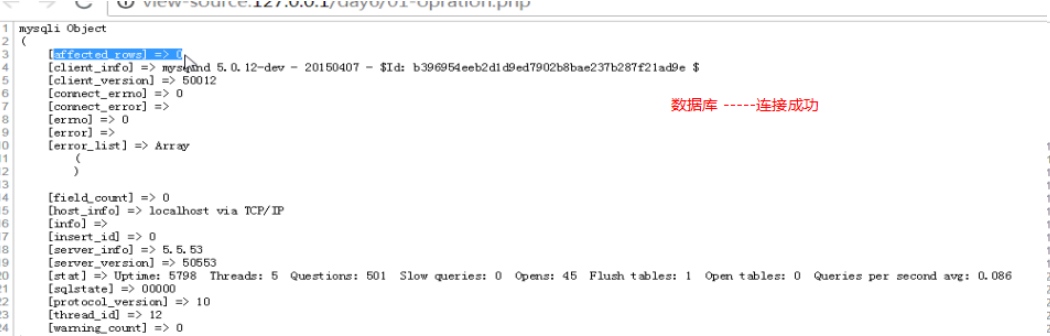 view-source:127.0.0.1/day6/01-opration.php
1 mysqli Object
2 (
3 [affected_rows] => 0
4 [client_info] => mysqlnd 5.0.12-dev - 20150407 - $Id: b396954eeb2d1d9ed7902b8bae237b287f21ad9e $
5 [client_version] => 50012
6 [connect_errno] => 0
7 [connect_error] =>
数据库 -----连接成功
8 [errno] => 0
9 [error] =>
10 [error_list] => Array
11 (
12 )
13
14 [field_count] => 0
15 [host_info] => localhost via TCP/IP
16 [info] =>
17 [insert_id] => 0
18 [server_info] => 5.5.53
19 [server_version] => 50553
20 [stat] => Uptime: 5798 Threads: 5 Questions: 501 Slow queries: 0 Opens: 45 Flush tables: 1 Open tables: 0 Queries per second avg: 0.086
21 [sqlstate] => 00000
22 [protocol_version] => 10
23 [thread_id] => 12
24 [warning_count] => 0